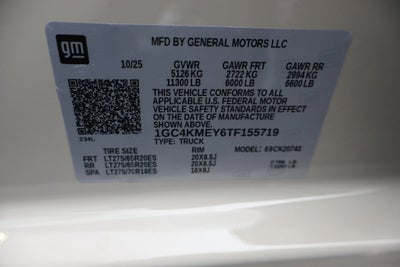 gm
MFD BY GENERAL MOTORS LLC
10/25 GVWR GAWR FRT GAWR RR
5126 KG 2722 KG 2994 KG
11300 LB 6000 LB 6600 LB
THIS VEHICLE CONFORMS TO ALL
APPLICABLE U.S. FEDERAL MOTOR
VEHICLE SAFETY STANDARDS IN EFFECT ON
THE DATE OF MANUFACTURE SHOWN ABOVE.
1GC4KMEY6TF155719
TYPE: TRUCK
234L
TIRE SIZE RIM MODEL:
FRT LT275/65R20ES 20X8.5J
RR LT275/65R20ES 20X8.5J
SPA LT275/70R18ES 18X8J